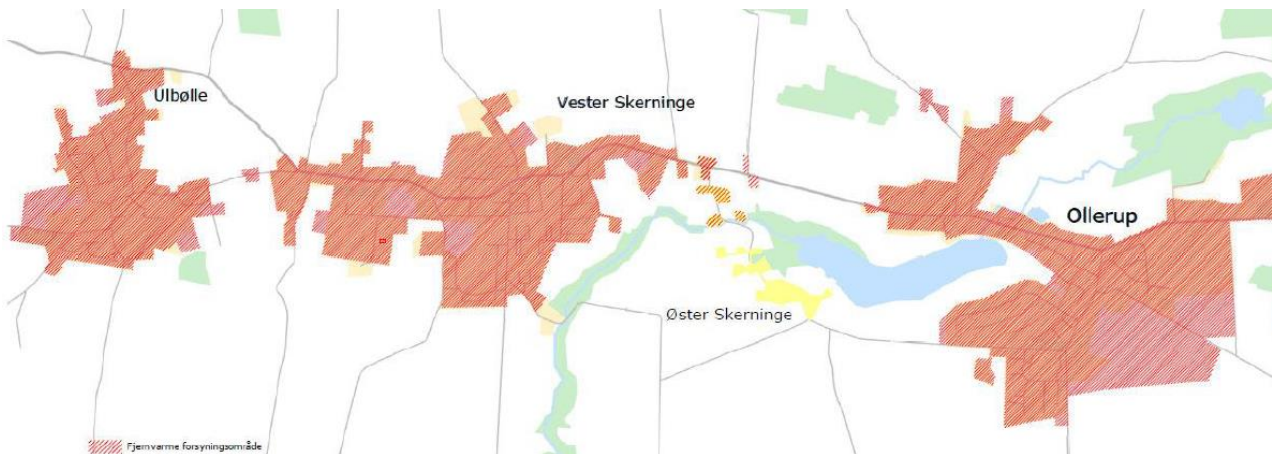 Ulbølle
Vester Skerninge
Ollerup
Øster Skerninge
Fjernvarme forsyningsområde